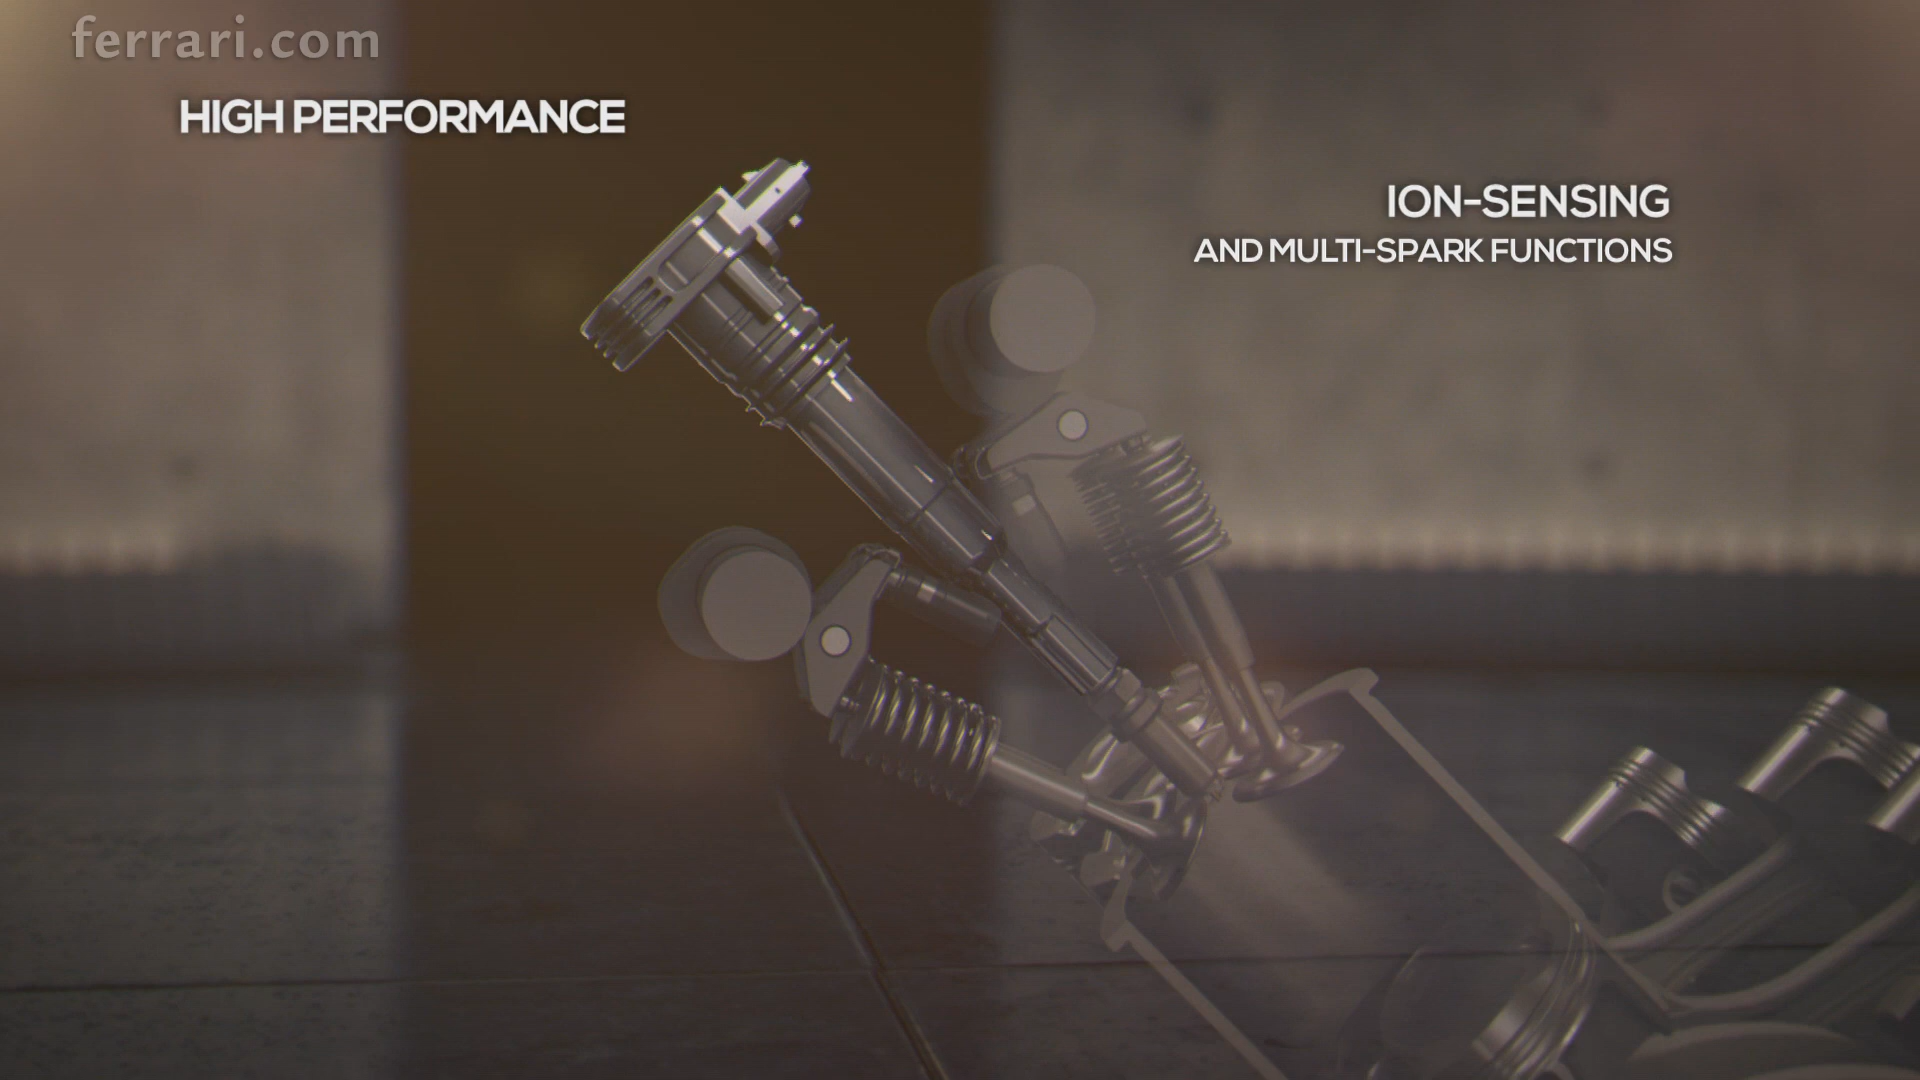 ferrari.com
HIGH PERFORMANCE
ION-SENSING
AND MULTI-SPARK FUNCTIONS